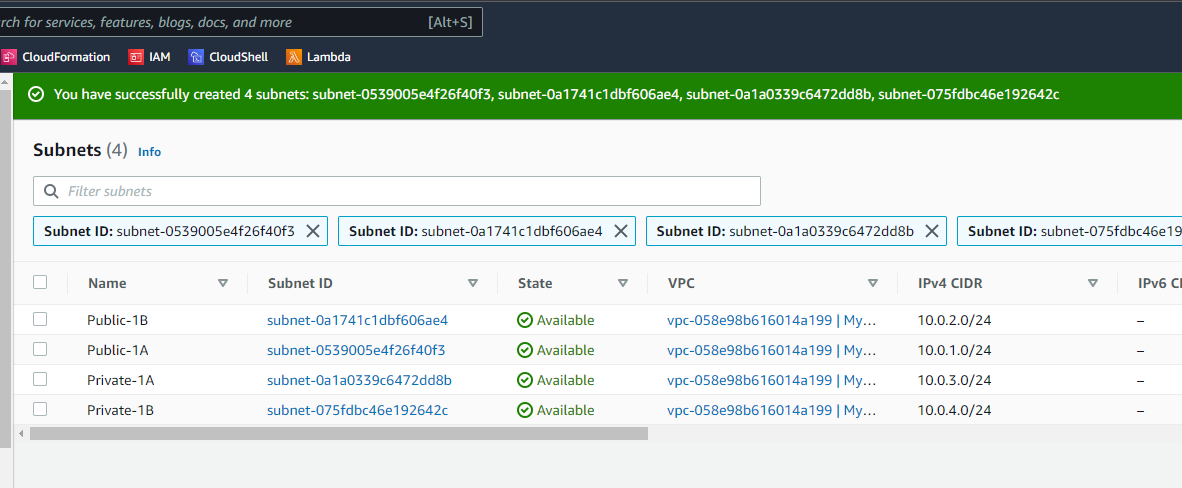 rch for services, features, blogs, docs, and more [Alt+S]
CloudFormation IAM CloudShell Lambda
You have successfully created 4 subnets: subnet-0539005e4f26f40f3, subnet-0a1741c1dbf606ae4, subnet-0a1a0339c6472dd8b, subnet-075fdbc46e192642c
Subnets (4) Info
Filter subnets
Subnet ID: subnet-0539005e4f26f40f3 Subnet ID: subnet-0a1741c1dbf606ae4 Subnet ID: subnet-0a1a0339c6472dd8b Subnet ID: subnet-075fdbc46e19
Name Subnet ID State VPC IPv4 CIDR IPv6 CI
Public-1B subnet-0a1741c1dbf606ae4 Available vpc-058e98b616014a199 | My... 10.0.2.0/24 –
Public-1A subnet-0539005e4f26f40f3 Available vpc-058e98b616014a199 | My... 10.0.1.0/24 –
Private-1A subnet-0a1a0339c6472dd8b Available vpc-058e98b616014a199 | My... 10.0.3.0/24 –
Private-1B subnet-075fdbc46e192642c Available vpc-058e98b616014a199 | My... 10.0.4.0/24 –